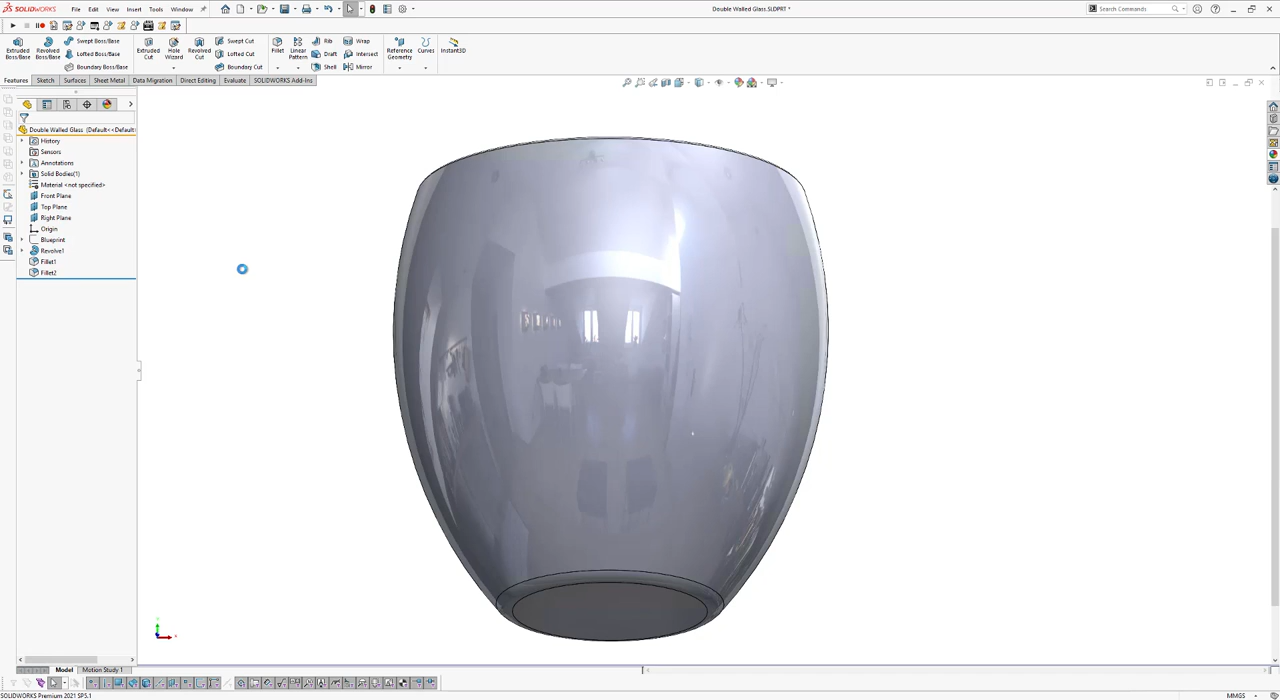 SOLIDWORKS File Edit View Insert Tools Window Double Walled Glass.SLDPRT * Search Commands
Extruded Boss/Base
Revolved Boss/Base
Swept Boss/Base
Lofted Boss/Base
Boundary Boss/Base
Extruded Cut
Hole Wizard
Revolved Cut
Swept Cut
Lofted Cut
Boundary Cut
Fillet
Linear Pattern
Rib
Draft
Shell
Wrap
Intersect
Mirror
Reference Geometry
Curves
Instant3D
Features Sketch Surfaces Sheet Metal Data Migration Direct Editing Evaluate SOLIDWORKS Add-Ins
Double Walled Glass (Default<<Default
History
Sensors
Annotations
Solid Bodies(1)
Material <not specified>
Front Plane
Top Plane
Right Plane
Origin
Blueprint
Revolve1
Fillet1
Fillet2
Model Motion Study 1
SOLIDWORKS Premium 2021 SP5.1 MMGS